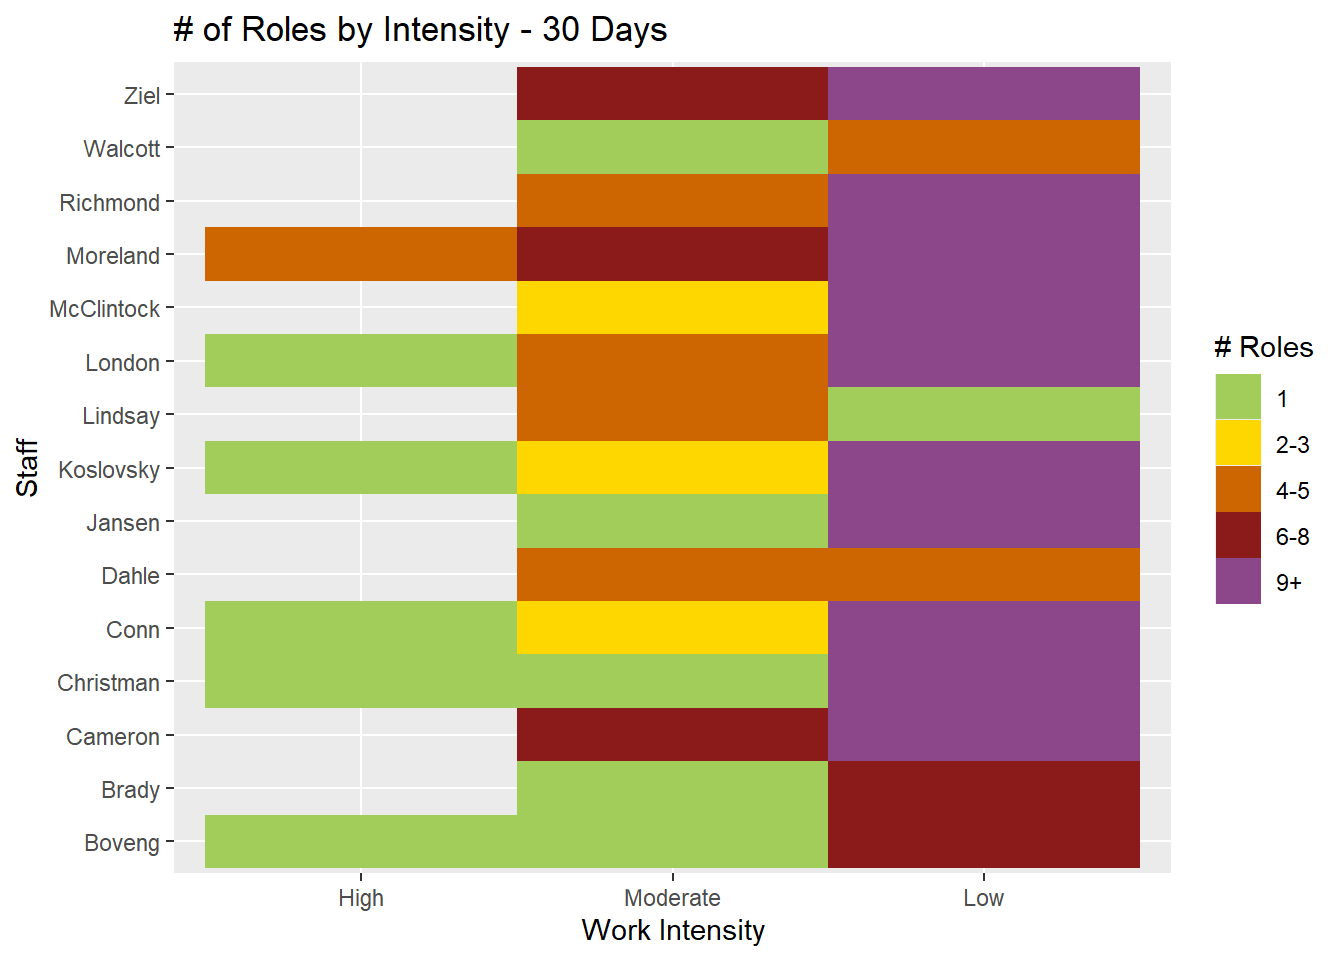 # of Roles by Intensity - 30 Days
Ziel
Walcott
Richmond
Moreland
McClintock
London
Lindsay
Koslovsky
Jansen
Dahle
Conn
Christman
Cameron
Brady
Boveng
Staff
High
Moderate
Low
Work Intensity
# Roles
1
2-3
4-5
6-8
9+